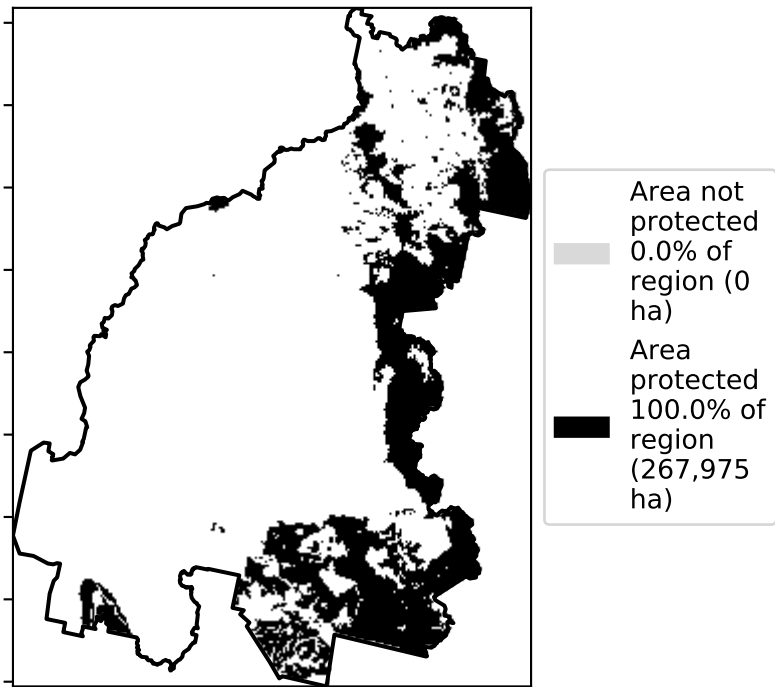 Area not
protected
0.0% of
region (0
ha)
Area
protected
100.0% of
region
(267,975
ha)